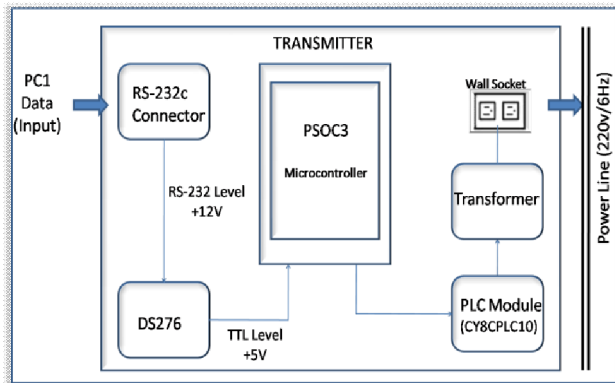 TRANSMITTER
PC1
Data
(Input)
RS-232c
Connector
RS-232 Level
+12V
DS276
TTL Level
+5V
PSOC3
Microcontroller
Wall Socket
Transformer
PLC Module
(CY8CPLC10)
Power Line (220v/6Hz)